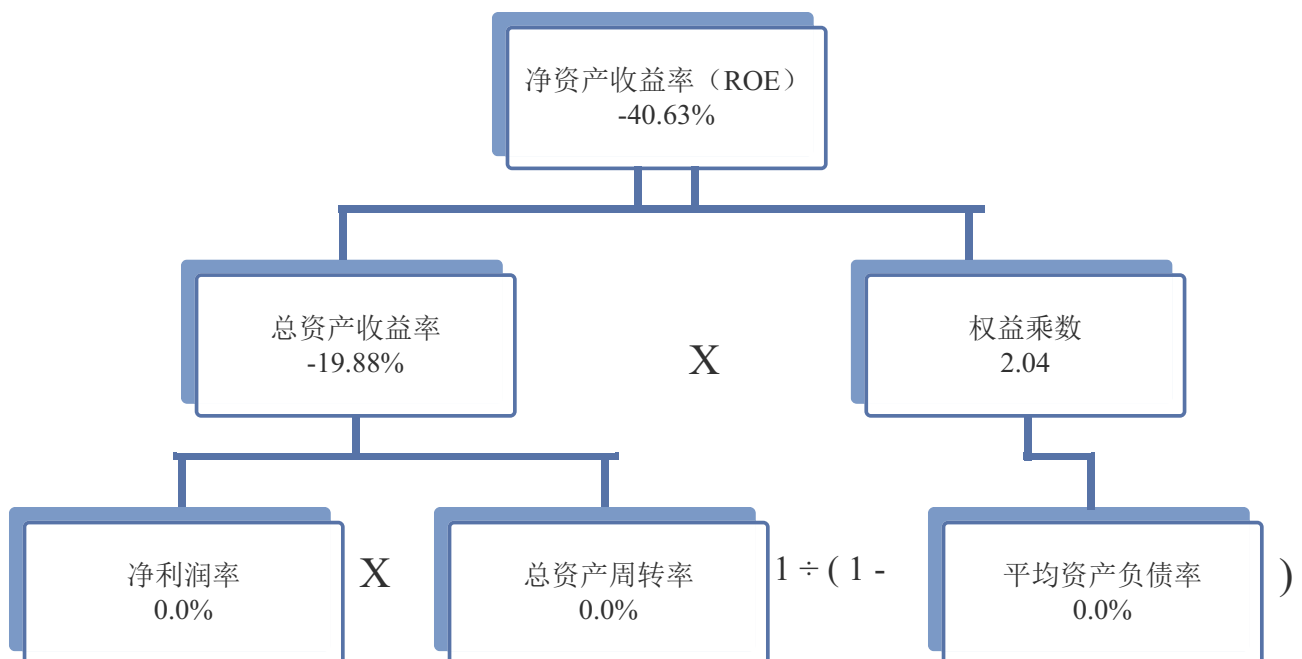 净资产收益率（ROE）
-40.63%
总资产收益率
-19.88%
X
权益乘数
2.04
净利润率
0.0%
X
总资产周转率
0.0%
1 ÷ ( 1 -
平均资产负债率
0.0%
)